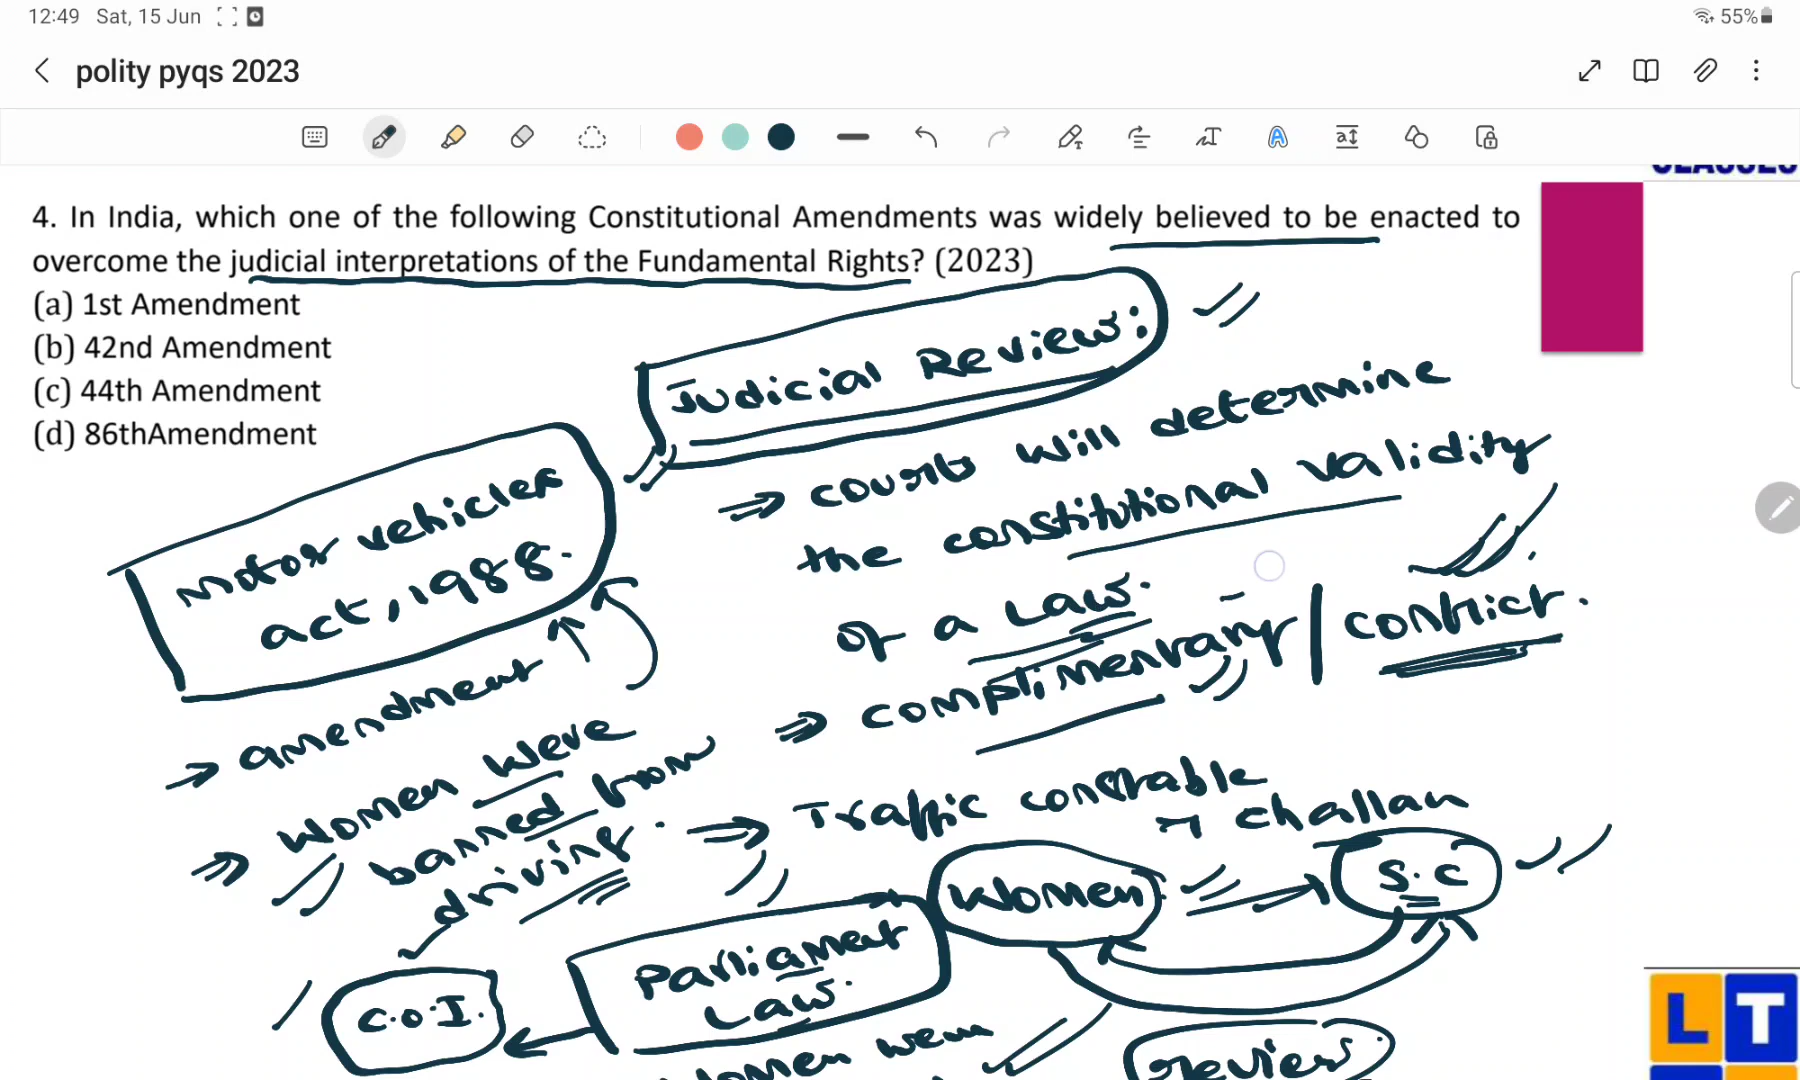 12:49 Sat, 15 Jun
55%
polity pyqs 2023
4. In India, which one of the following Constitutional Amendments was widely believed to be enacted to
overcome the judicial interpretations of the Fundamental Rights? (2023)
(a) 1st Amendment
(b) 42nd Amendment
(c) 44th Amendment
(d) 86thAmendment
Judicial Review:
⇒ courts will determine
the constitutional validity
of a Law.
⇒ complimentary | conflict.
Motor vehicles
act, 1988.
→ amendment
⇒ women were
banned from
driving.
⇒ Traffic constable
→ challan
women
S.C
Parliament
Law.
C.O.I.
women were
Review
L T